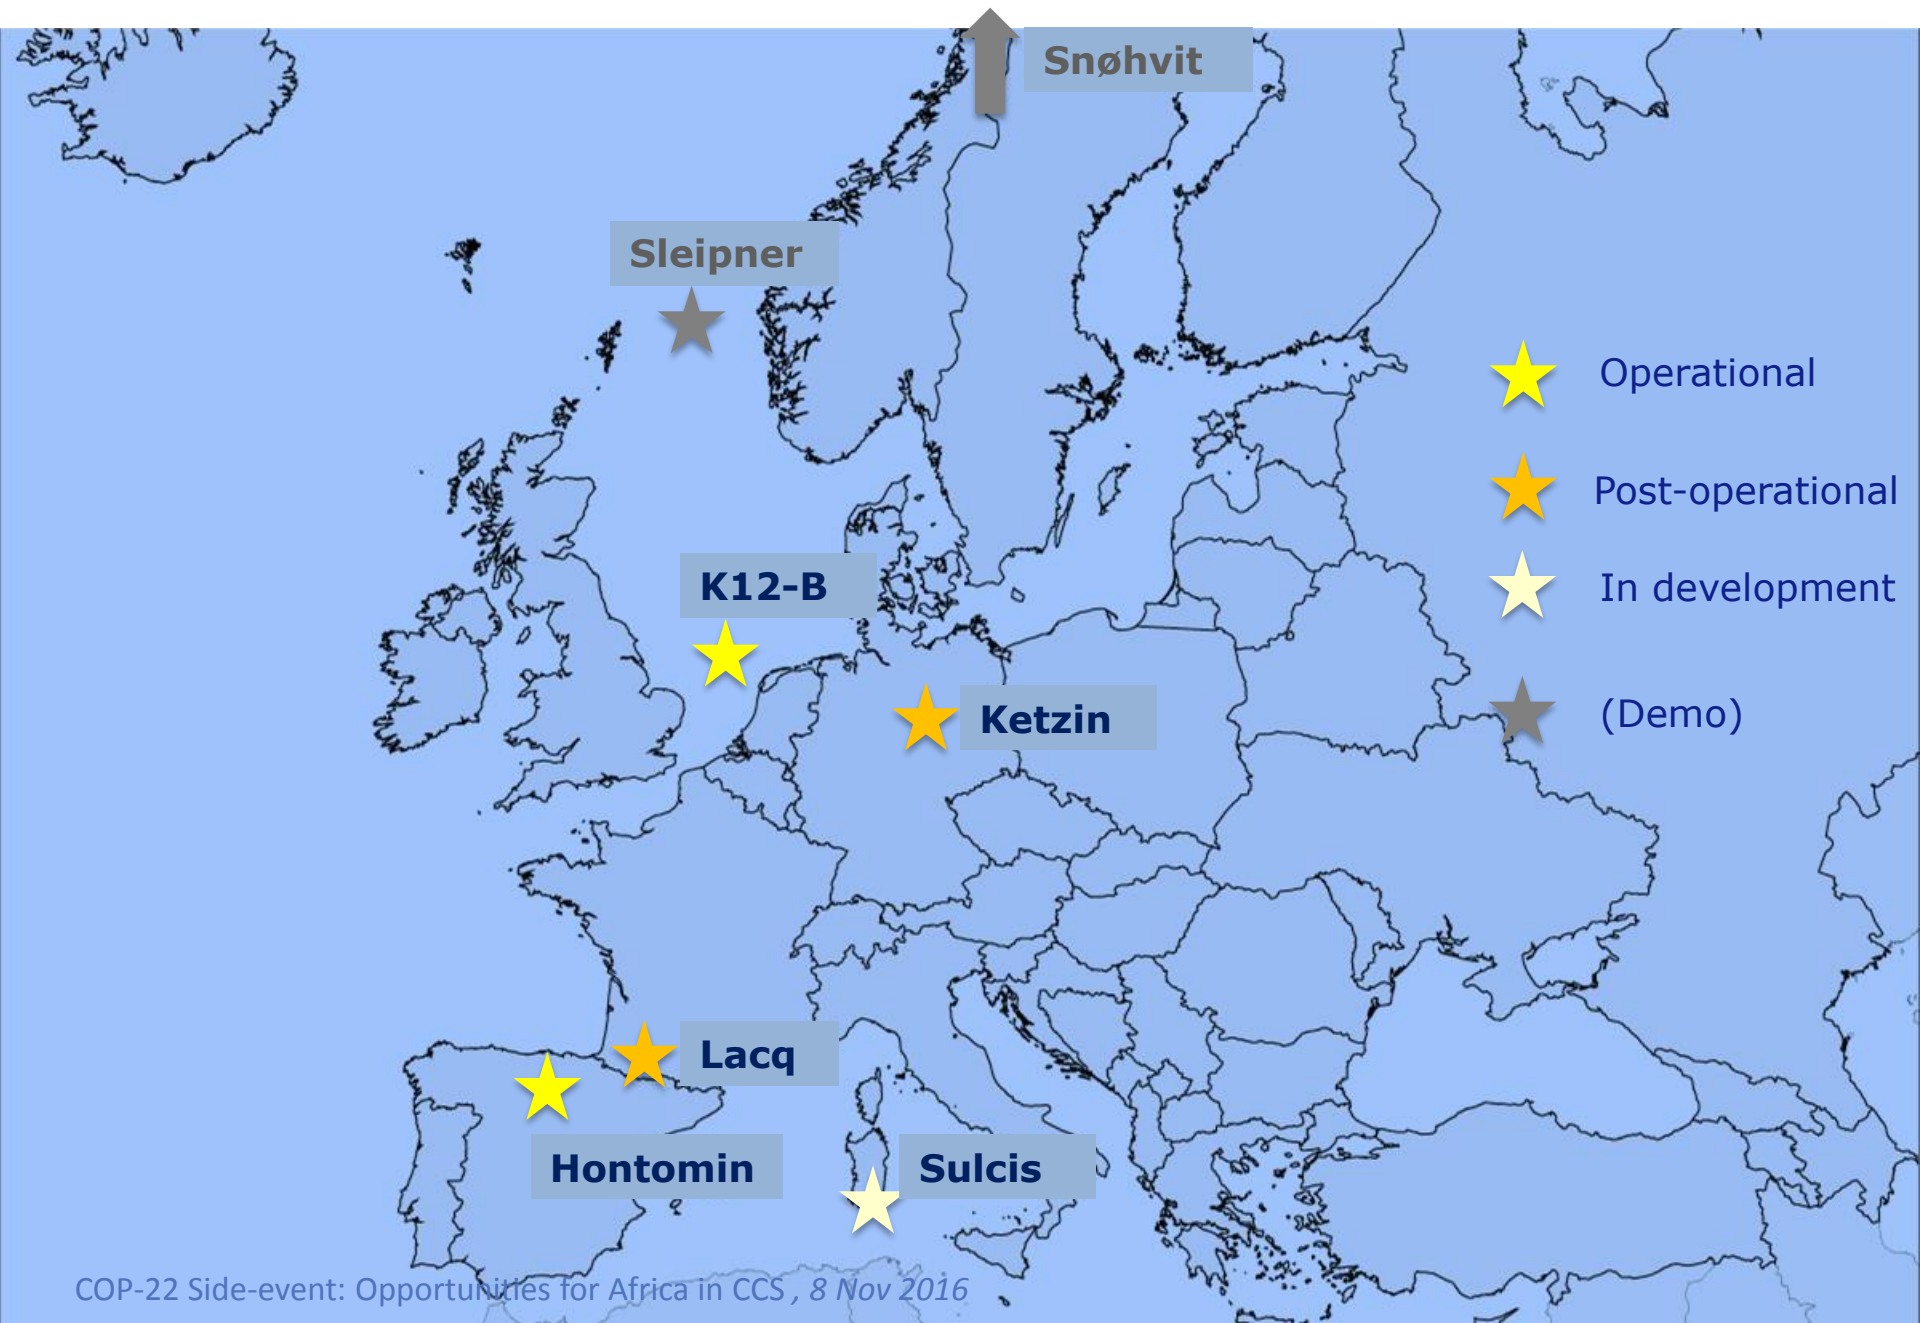 Snøhvit
Sleipner
Operational
Post-operational
K12-B
In development
Ketzin
(Demo)
Lacq
Hontomin
Sulcis
COP-22 Side-event: Opportunities for Africa in CCS , 8 Nov 2016